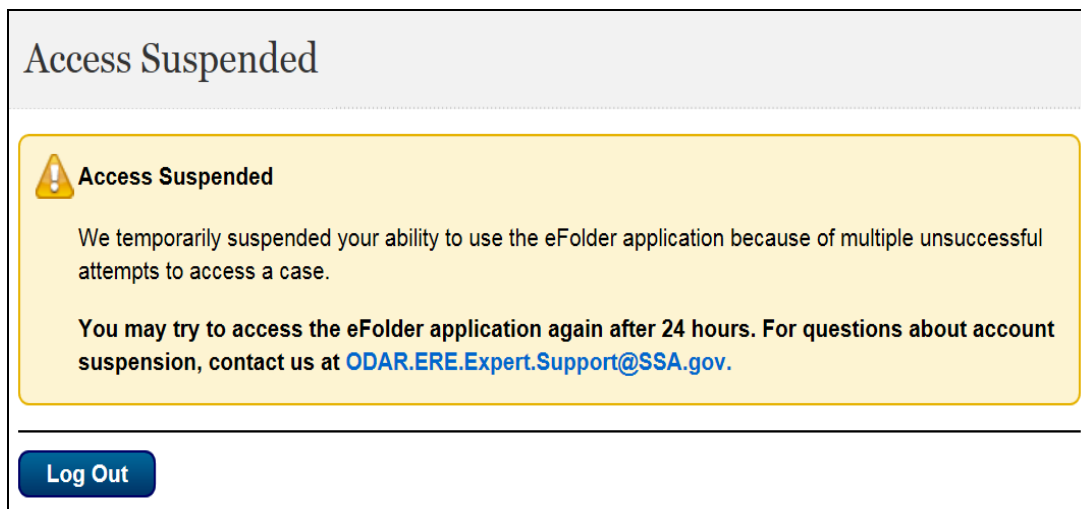 Access Suspended
Access Suspended
We temporarily suspended your ability to use the eFolder application because of multiple unsuccessful
attempts to access a case.
You may try to access the eFolder application again after 24 hours. For questions about account
suspension, contact us at ODAR.ERE.Expert.Support@SSA.gov.
Log Out